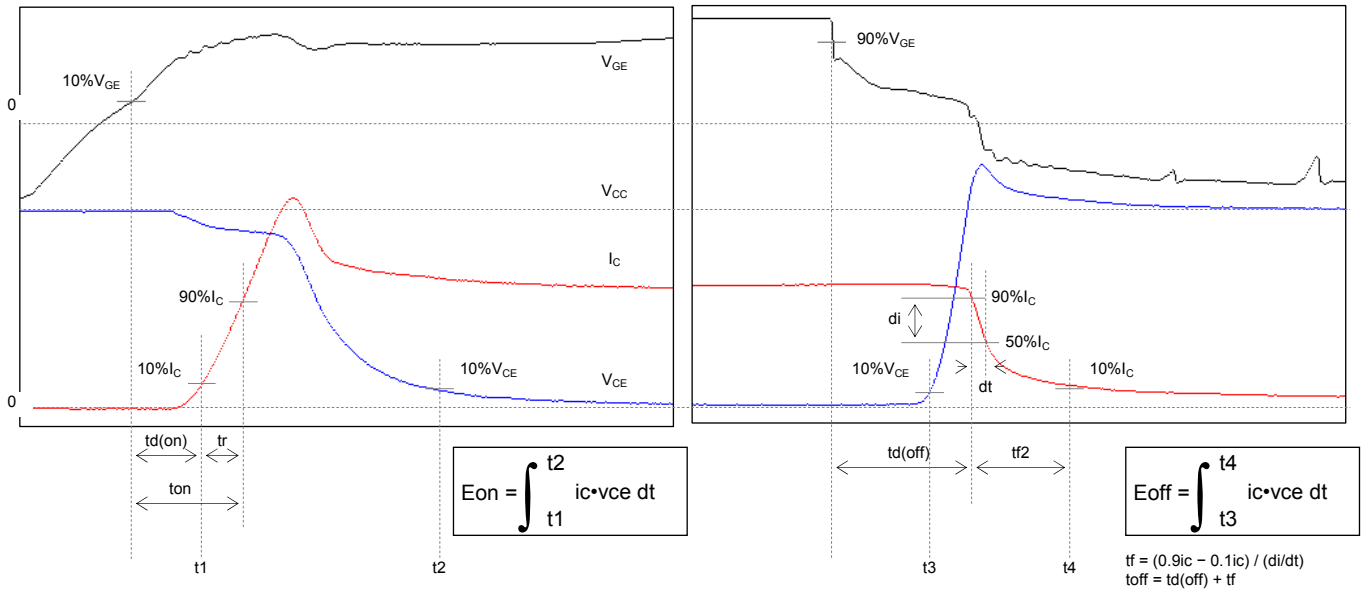 10%VGE
VGE
0
VCC
IC
90%IC
10%IC
10%VCE
VCE
0
td(on)
tr
ton
Eon = ∫ t2 t1 ic•vce dt
t1
t2
90%VGE
90%IC
di
50%IC
10%VCE
10%IC
dt
td(off)
tf2
Eoff = ∫ t4 t3 ic•vce dt
t3
t4
tf = (0.9ic − 0.1ic) / (di/dt)
toff = td(off) + tf